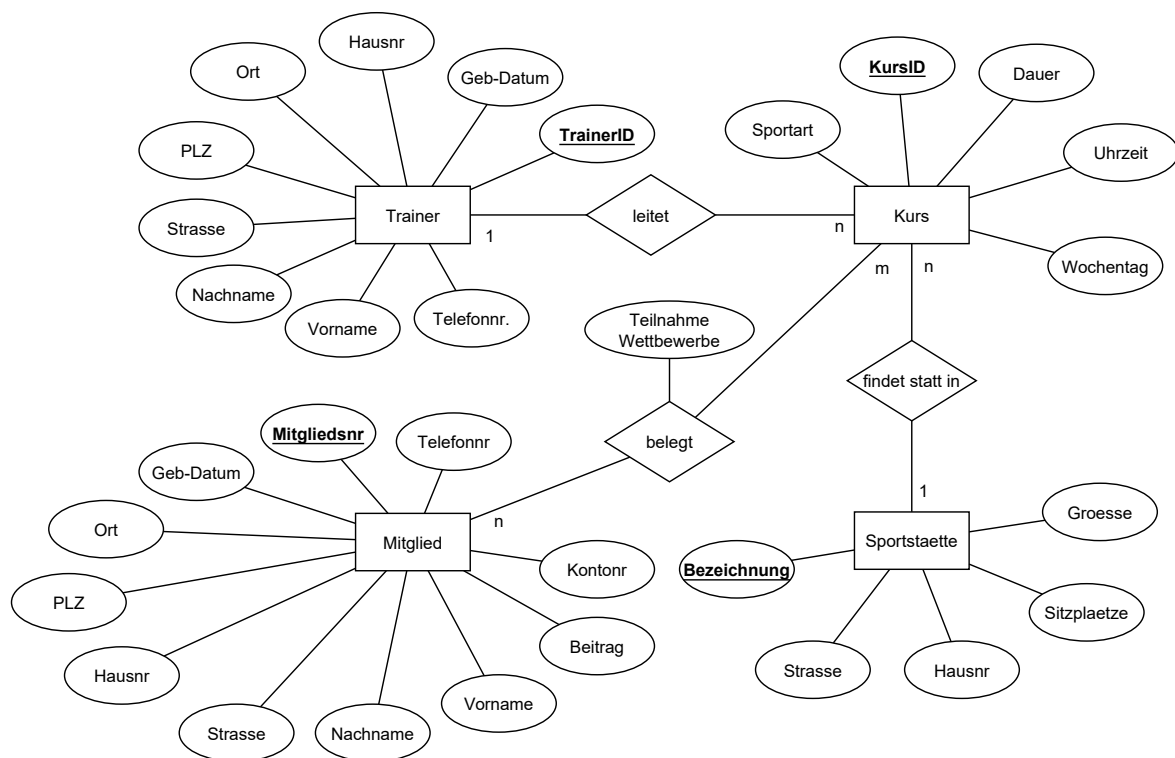 Hausnr
Ort
Geb-Datum
PLZ
TrainerID
Strasse
Trainer
Nachname
Vorname
Telefonnr.
1
leitet
n
KursID
Dauer
Sportart
Uhrzeit
Kurs
Wochentag
m
n
Teilnahme
Wettbewerbe
findet statt in
belegt
1
n
Mitgliedsnr
Telefonnr
Geb-Datum
Ort
Mitglied
PLZ
Kontonr
Hausnr
Beitrag
Strasse
Nachname
Vorname
Sportstaette
Groesse
Bezeichnung
Sitzplaetze
Strasse
Hausnr